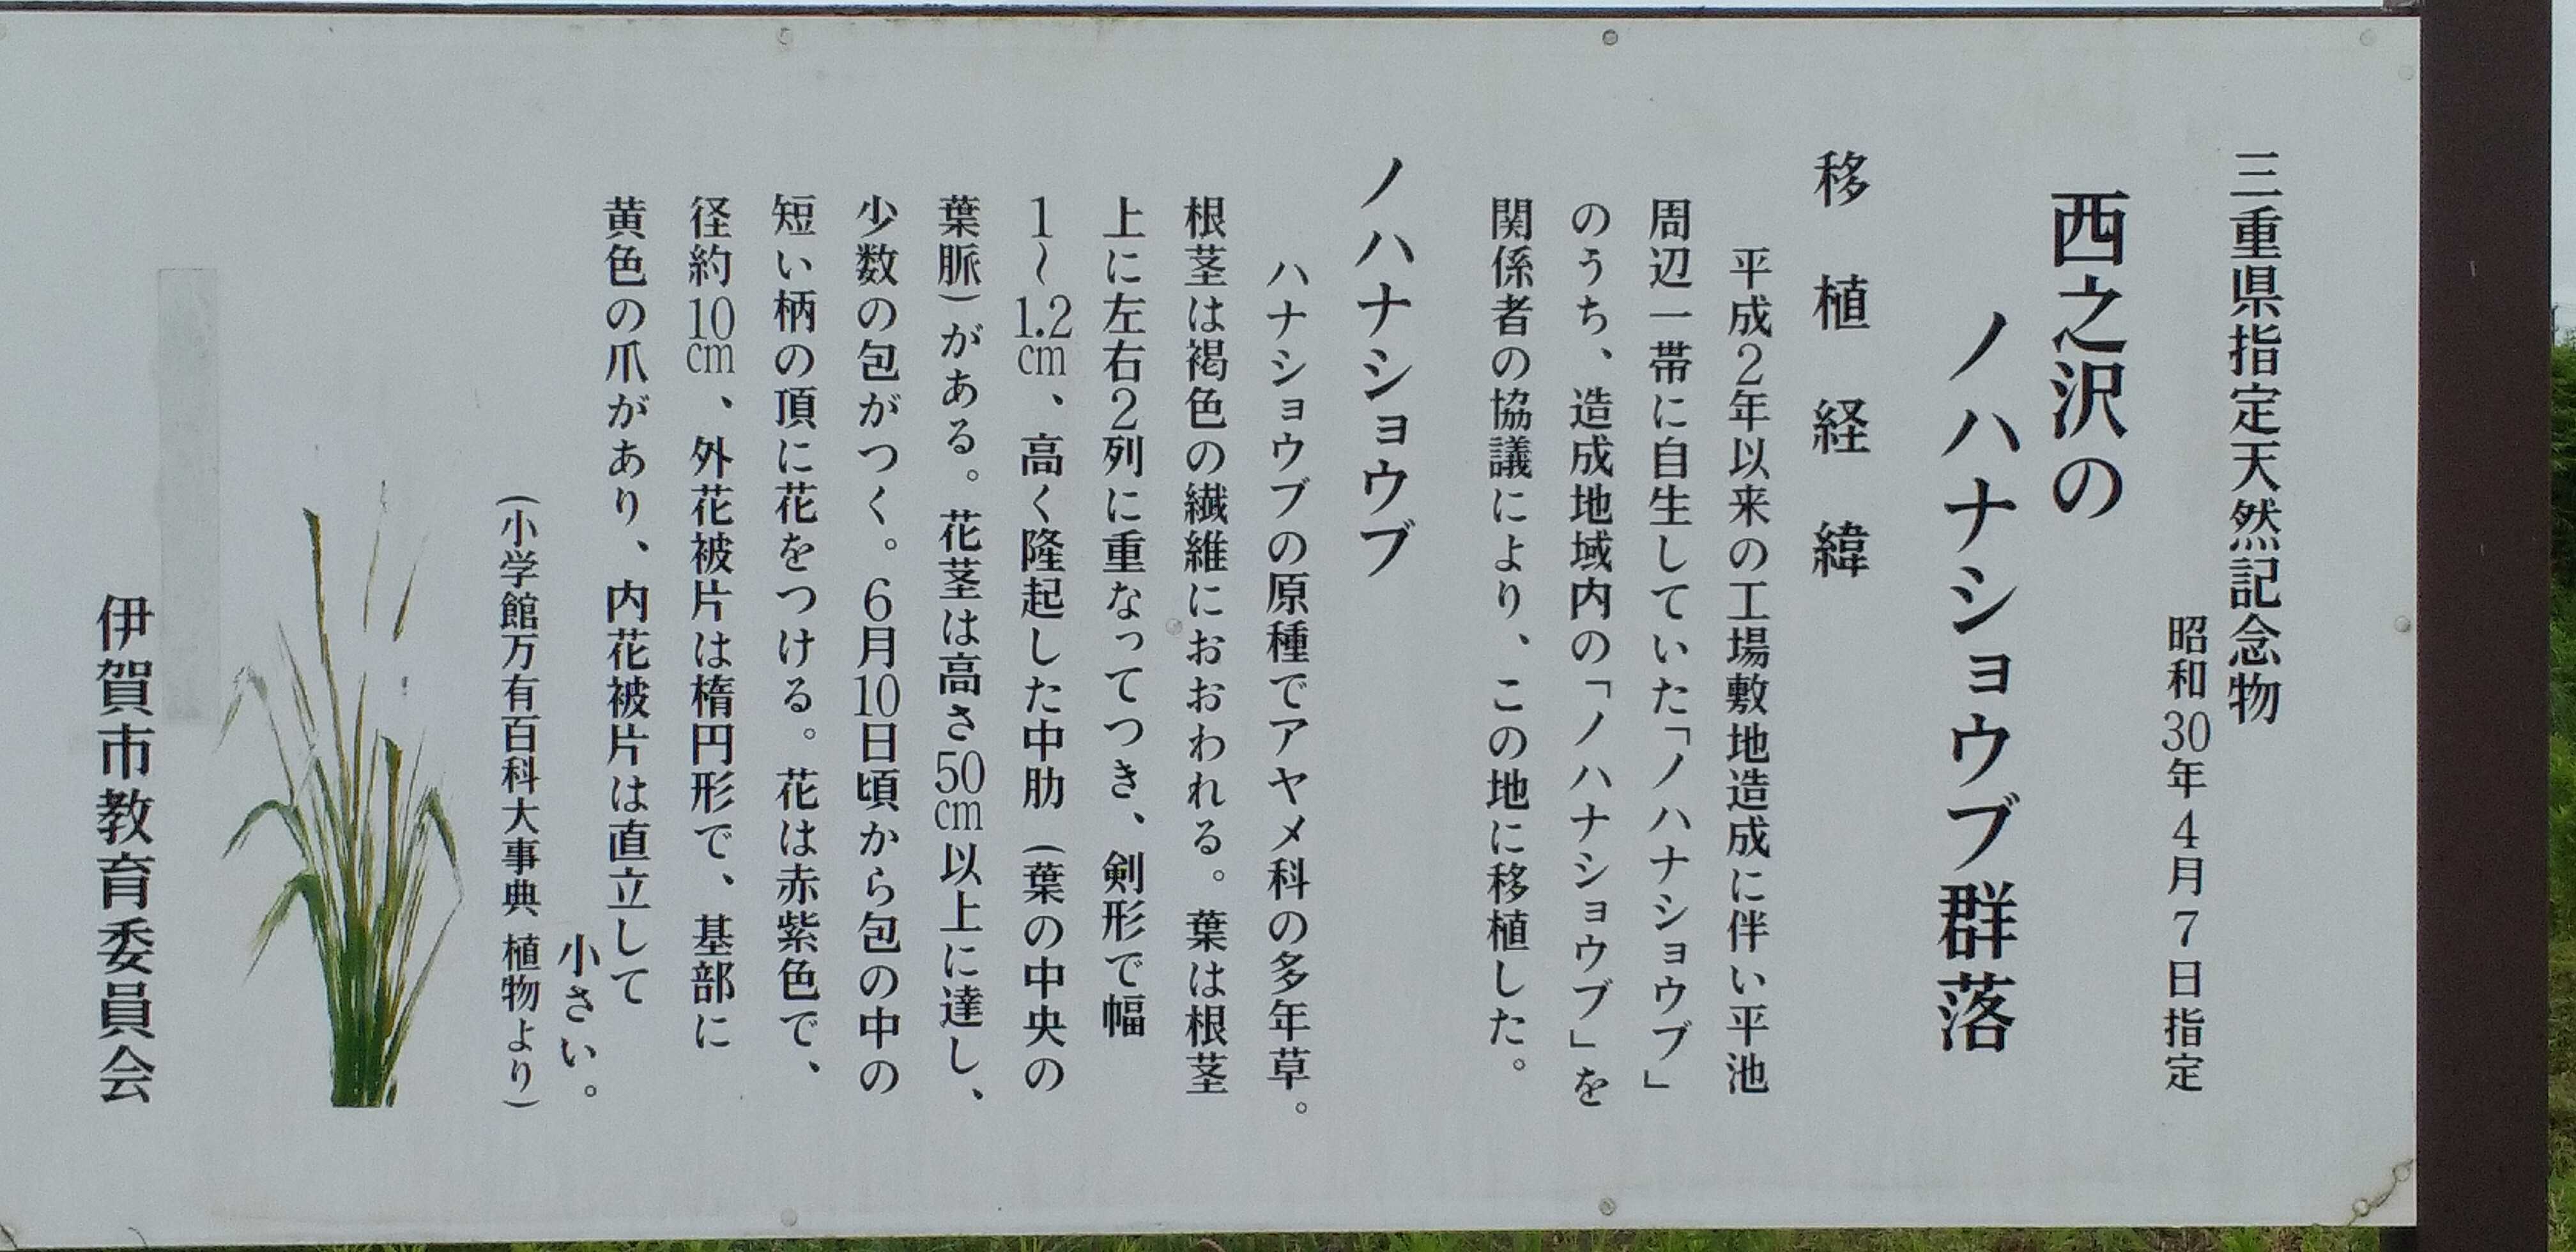 三重県指定天然記念物
昭和30年4月7日指定
西之沢の
ノハナショウブ群落
移植経緯
平成2年以来の工場敷地造成に伴い平池
周辺一帯に自生していた「ノハナショウブ」
のうち、造成地域内の「ノハナショウブ」を
関係者の協議により、この地に移植した。
ノハナショウブ
ハナショウブの原種でアヤメ科の多年草。
根茎は褐色の繊維におおわれる。葉は根茎
上に左右2列に重なってつき、剣形で幅
1〜1.2cm、高く隆起した中肋(葉の中央の
葉脈)がある。花茎は高さ50cm以上に達し、
少数の包がつく。6月10日頃から包の中の
短い柄の頂に花をつける。花は赤紫色で、
径約10cm、外花被片は楕円形で、基部に
黄色の爪があり、内花被片は直立して
小さい。
(小学館万有百科大事典 植物より)
伊賀市教育委員会